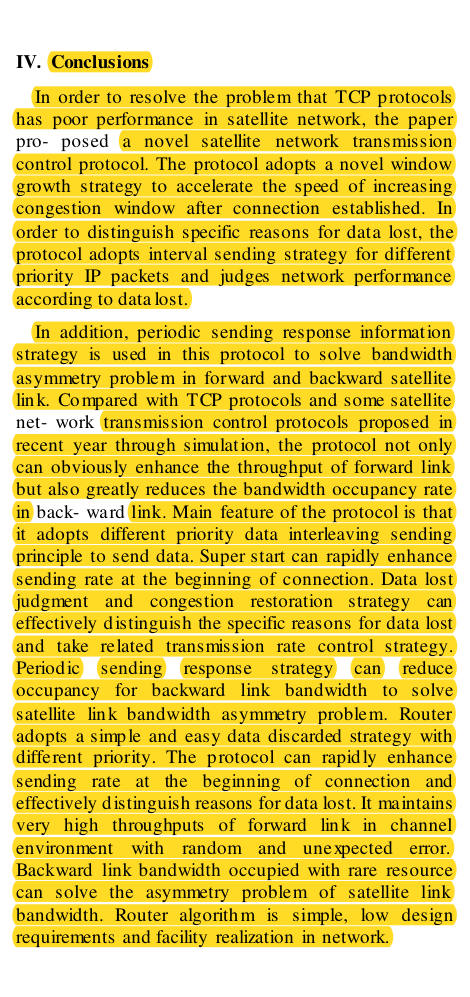 IV. Conclusions
In order to resolve the problem that TCP protocols
has poor performance in satellite network, the paper
pro- posed a novel satellite network transmission
control protocol. The protocol adopts a novel window
growth strategy to accelerate the speed of increasing
congestion window after connection established. In
order to distinguish specific reasons for data lost, the
protocol adopts interval sending strategy for different
priority IP packets and judges network performance
according to data lost.
In addition, periodic sending response information
strategy is used in this protocol to solve bandwidth
asymmetry problem in forward and backward satellite
link. Compared with TCP protocols and some satellite
net- work transmission control protocols proposed in
recent year through simulation, the protocol not only
can obviously enhance the throughput of forward link
but also greatly reduces the bandwidth occupancy rate
in back- ward link. Main feature of the protocol is that
it adopts different priority data interleaving sending
principle to send data. Super start can rapidly enhance
sending rate at the beginning of connection. Data lost
judgment and congestion restoration strategy can
effectively distinguish the specific reasons for data lost
and take related transmission rate control strategy.
Periodic sending response strategy can reduce
occupancy for backward link bandwidth to solve
satellite link bandwidth asymmetry problem. Router
adopts a simple and easy data discarded strategy with
different priority. The protocol can rapidly enhance
sending rate at the beginning of connection and
effectively distinguish reasons for data lost. It maintains
very high throughputs of forward link in channel
environment with random and unexpected error.
Backward link bandwidth occupied with rare resource
can solve the asymmetry problem of satellite link
bandwidth. Router algorithm is simple, low design
requirements and facility realization in network.